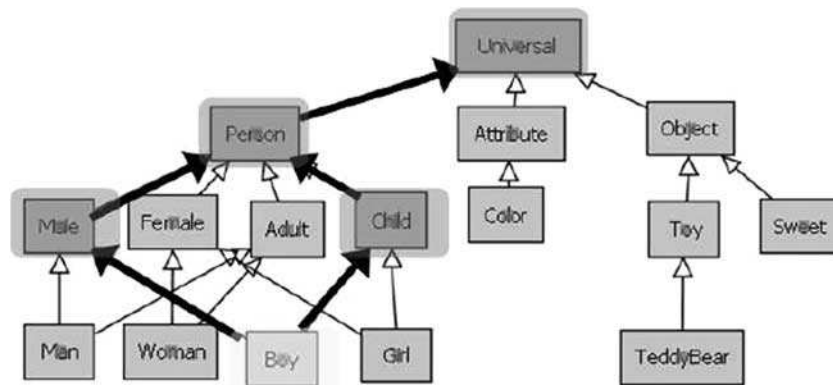 Universal
Person
Attribute
Object
Male
Female
Adult
Child
Color
Toy
Sweet
Man
Woman
Boy
Girl
TeddyBear